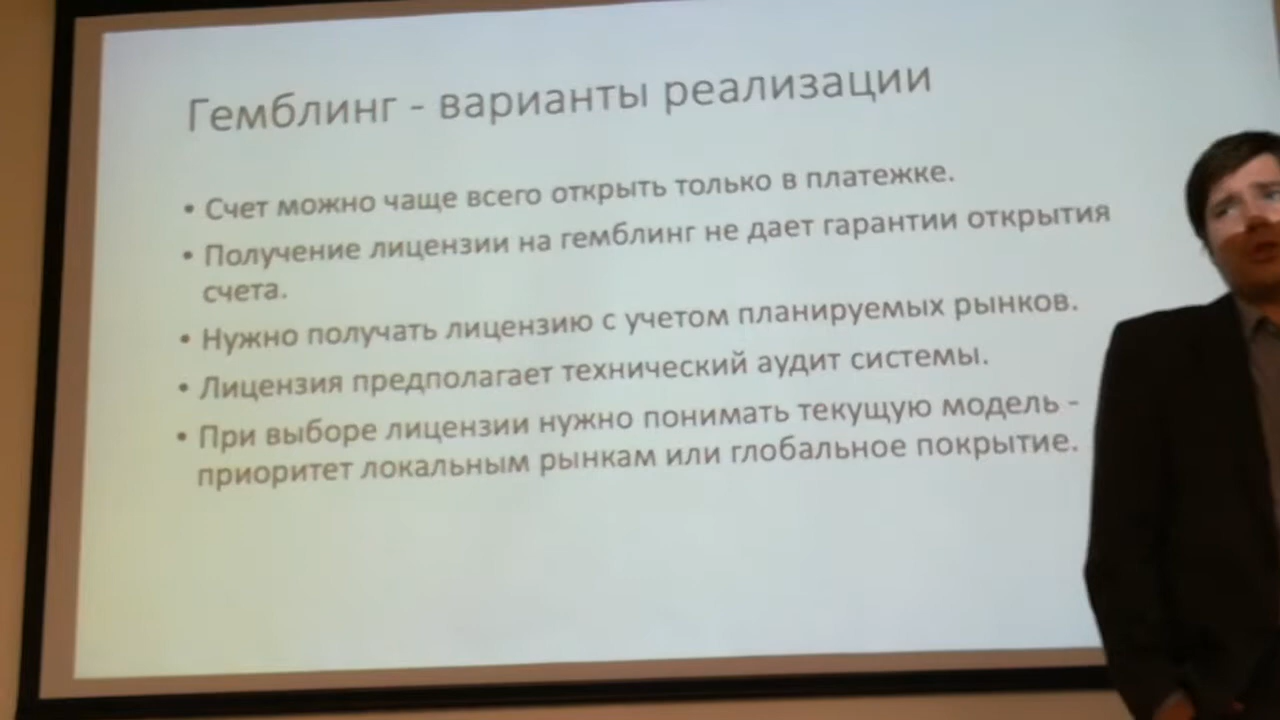 Гемблинг - варианты реализации
• Счет можно чаще всего открыть только в платежке.
• Получение лицензии на гемблинг не дает гарантии открытия
счета.
• Нужно получать лицензию с учетом планируемых рынков.
• Лицензия предполагает технический аудит системы.
• При выборе лицензии нужно понимать текущую модель -
приоритет локальным рынкам или глобальное покрытие.